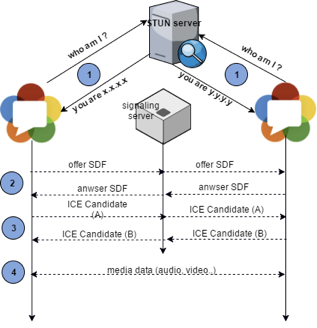 STUN server
who am I ?
who am I ?
1
1
you are x.x.x.x
you are y.y.y.y
signaling
server
offer SDF
offer SDF
2
anwser SDF
anwser SDF
ICE Candidate
(A)
ICE Candidate (A)
3
ICE Candidate (B)
ICE Candidate (B)
4
media data (audio, video..)